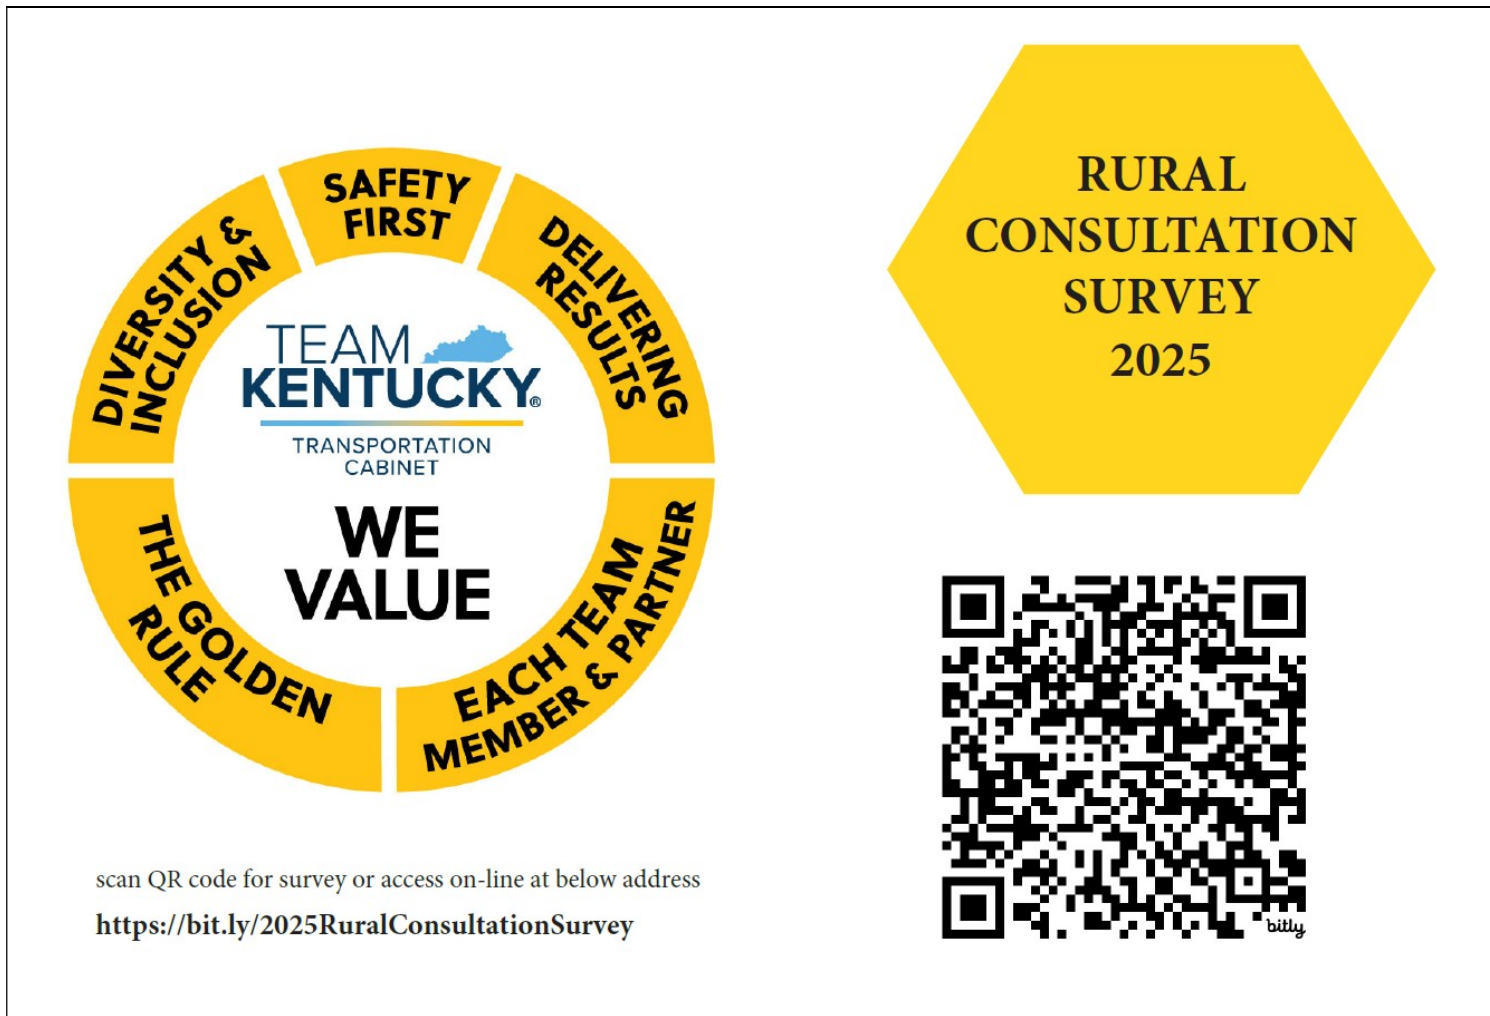 SAFETY
FIRST
DELIVERING
RESULTS
EACH TEAM
MEMBER & PARTNER
THE GOLDEN
RULE
DIVERSITY &
INCLUSION
TEAM
KENTUCKY®
TRANSPORTATION
CABINET
WE
VALUE
RURAL
CONSULTATION
SURVEY
2025
scan QR code for survey or access on-line at below address
https://bit.ly/2025RuralConsultationSurvey
bitly